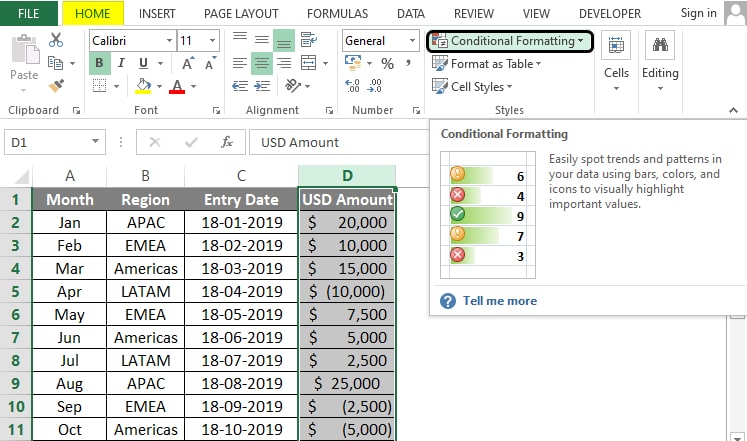 FILE HOME INSERT PAGE LAYOUT FORMULAS DATA REVIEW VIEW DEVELOPER Sign in
Calibri 11 General Conditional Formatting
Paste B I U A A % , Format as Table Cells Editing
A .00 .0 Cell Styles
Clipboard Font Alignment Number Styles
D1 fx USD Amount
Conditional Formatting
Easily spot trends and patterns in
your data using bars, colors, and
icons to visually highlight
important values.
6
4
9
7
3
Tell me more
A B C D
1 Month Region Entry Date USD Amount
2 Jan APAC 18-01-2019 $ 20,000
3 Feb EMEA 18-02-2019 $ 10,000
4 Mar Americas 18-03-2019 $ 15,000
5 Apr LATAM 18-04-2019 $ (10,000)
6 May EMEA 18-05-2019 $ 7,500
7 Jun Americas 18-06-2019 $ 5,000
8 Jul LATAM 18-07-2019 $ 2,500
9 Aug APAC 18-08-2019 $ 25,000
10 Sep EMEA 18-09-2019 $ (2,500)
11 Oct Americas 18-10-2019 $ (5,000)